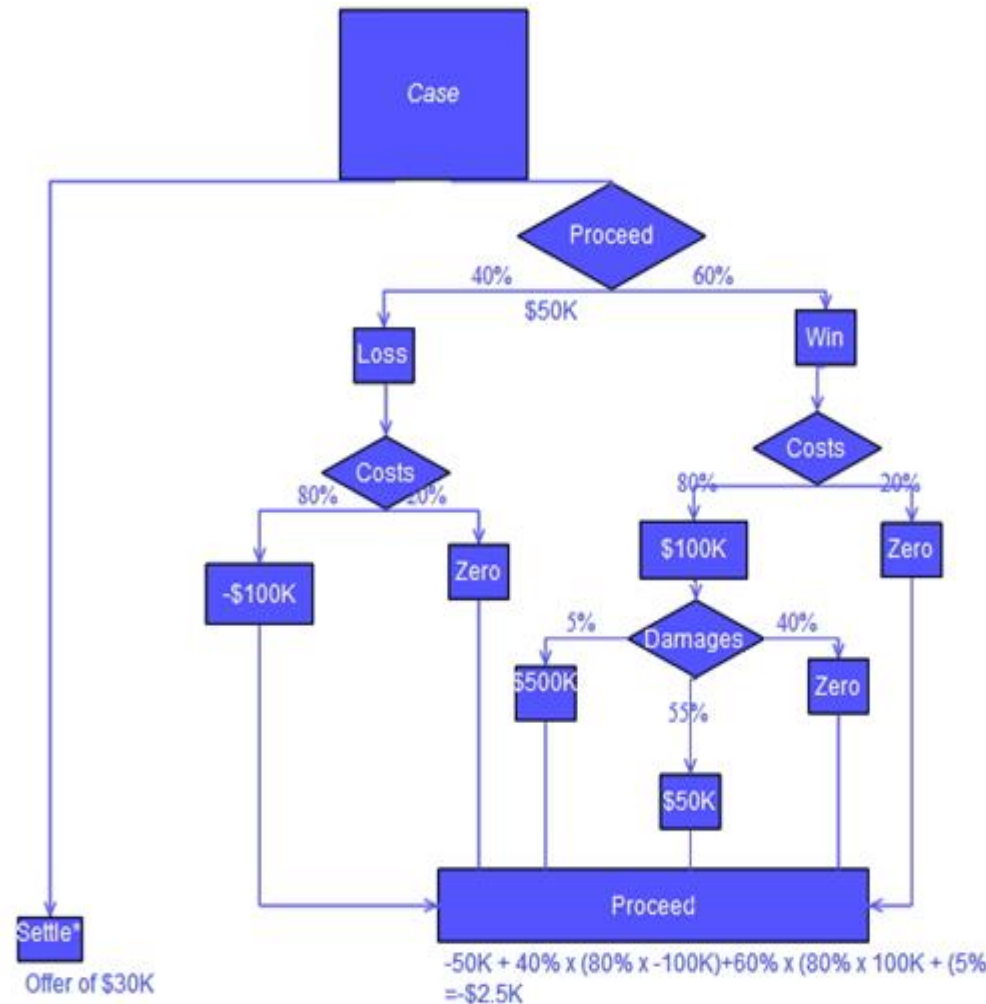 Case
Proceed
40%
60%
$50K
Loss
Win
Costs
Costs
80%
20%
80%
20%
-$100K
Zero
$100K
Zero
5%
Damages
40%
$500K
Zero
55%
$50K
Proceed
Settle*
Offer of $30K
-50K + 40% x (80% x -100K)+60% x (80% x 100K + (5%
=-$2.5K